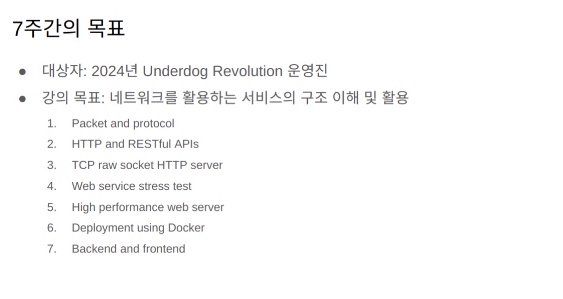 7주간의 목표
● 대상자: 2024년 Underdog Revolution 운영진
● 강의 목표: 네트워크를 활용하는 서비스의 구조 이해 및 활용
1. Packet and protocol
2. HTTP and RESTful APIs
3. TCP raw socket HTTP server
4. Web service stress test
5. High performance web server
6. Deployment using Docker
7. Backend and frontend